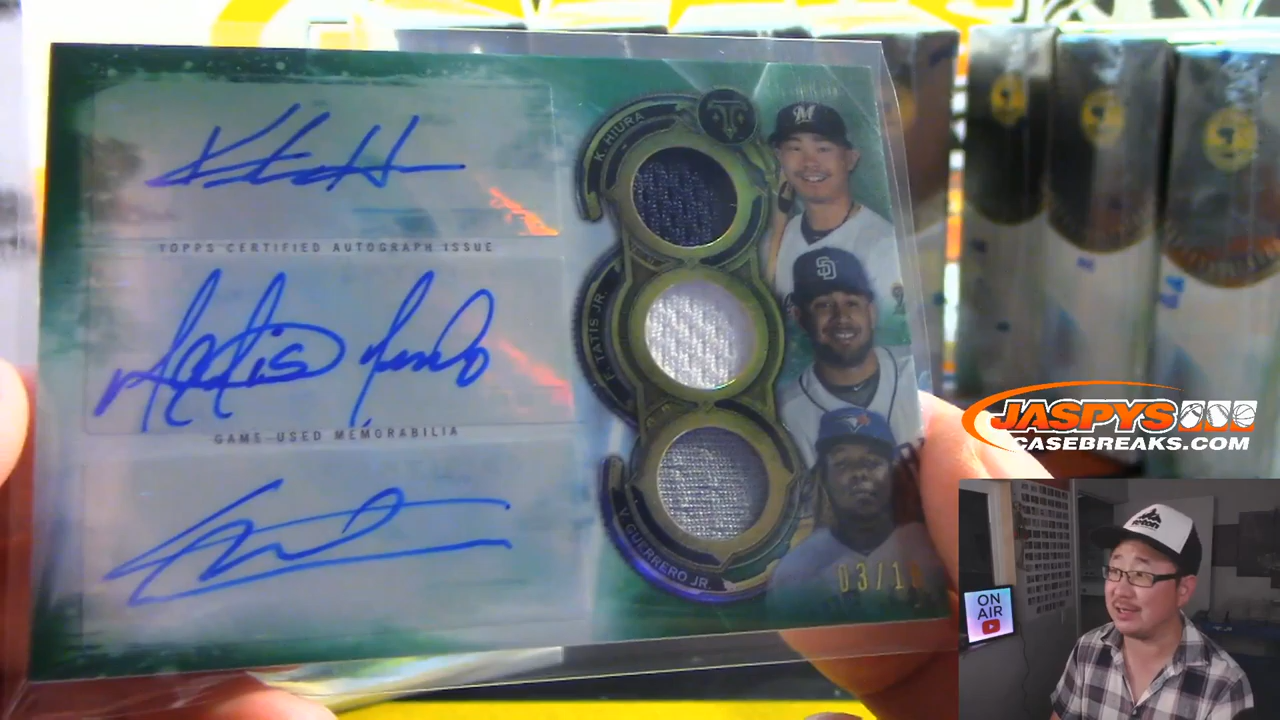 K. HIURA
TOPPS CERTIFIED AUTOGRAPH ISSUE
F. TATIS JR.
GAME-USED MEMORABILIA
V. GUERRERO JR.
JASPYS
CASEBREAKS.COM
ON
AIR